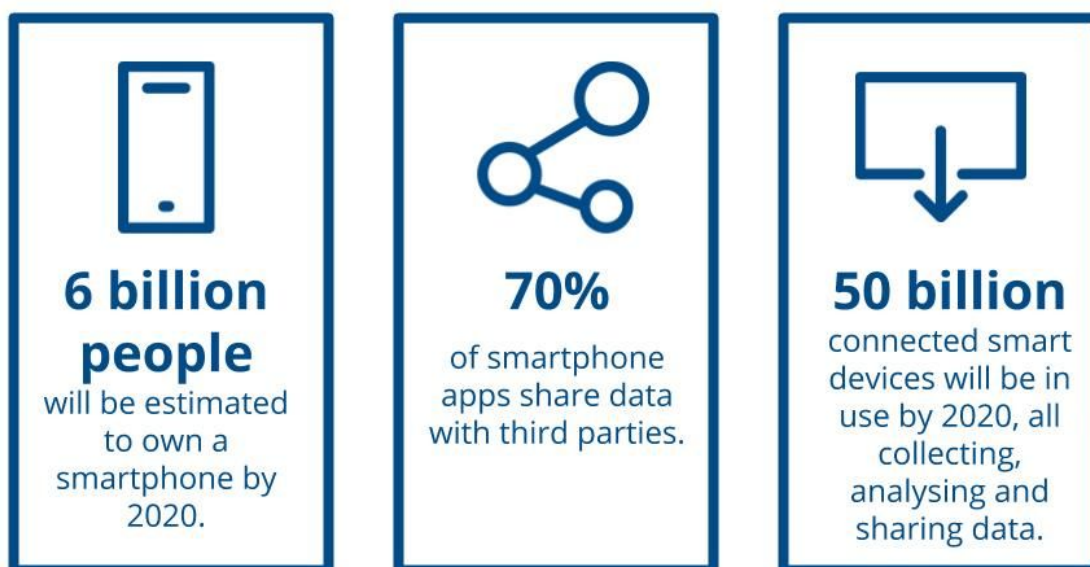 6 billion
people
will be estimated
to own a
smartphone by
2020.
70%
of smartphone
apps share data
with third parties.
50 billion
connected smart
devices will be in
use by 2020, all
collecting,
analysing and
sharing data.